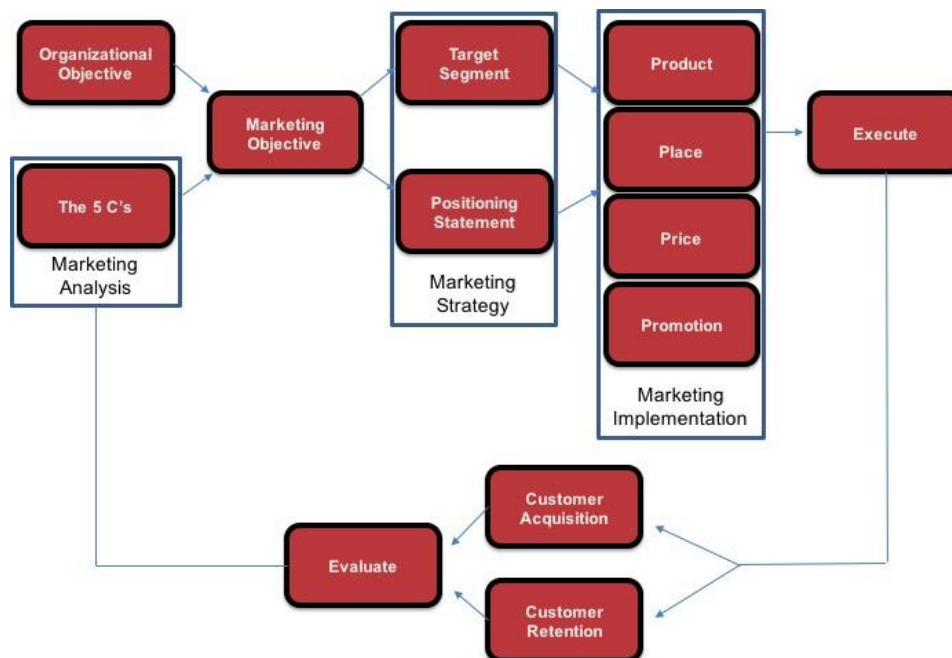 Organizational
Objective
Target
Segment
Product
Marketing
Objective
Execute
Place
The 5 C's
Positioning
Statement
Price
Marketing
Analysis
Marketing
Strategy
Promotion
Marketing
Implementation
Customer
Acquisition
Evaluate
Customer
Retention